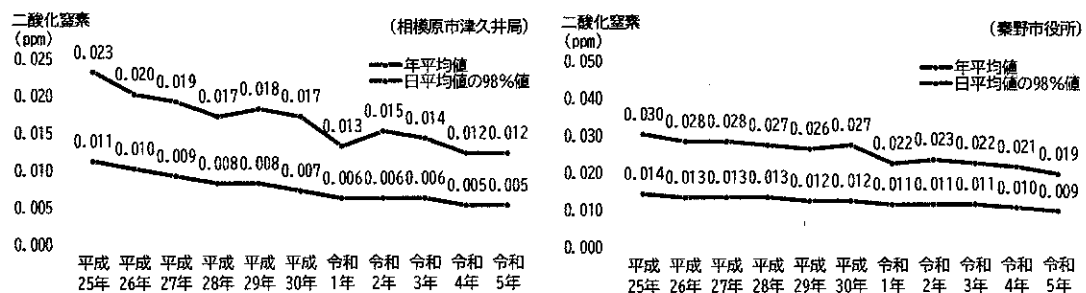 二酸化窒素
(ppm)
(相模原市津久井局)
年平均値
日平均値の98%値
0.025
0.020
0.015
0.010
0.005
0.000
0.023 0.020 0.019 0.017 0.018 0.017 0.013 0.015 0.014 0.012 0.012
0.011 0.010 0.009 0.008 0.008 0.007 0.006 0.006 0.006 0.005 0.005
平成 平成 平成 平成 平成 平成 令和 令和 令和 令和 令和
25年 26年 27年 28年 29年 30年 1年 2年 3年 4年 5年
二酸化窒素
(ppm)
(秦野市役所)
年平均値
日平均値の98%値
0.050
0.040
0.030
0.020
0.010
0.000
0.030 0.028 0.028 0.027 0.026 0.027 0.022 0.023 0.022 0.021 0.019
0.014 0.013 0.013 0.013 0.012 0.012 0.011 0.011 0.011 0.010 0.009
平成 平成 平成 平成 平成 平成 令和 令和 令和 令和 令和
25年 26年 27年 28年 29年 30年 1年 2年 3年 4年 5年